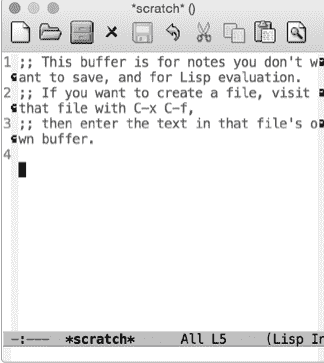 *scratch* ()
1 ;; This buffer is for notes you don't w
ant to save, and for Lisp evaluation.
2 ;; If you want to create a file, visit
that file with C-x C-f,
3 ;; then enter the text in that file's o
wn buffer.
4
-:--- *scratch* All L5 (Lisp In